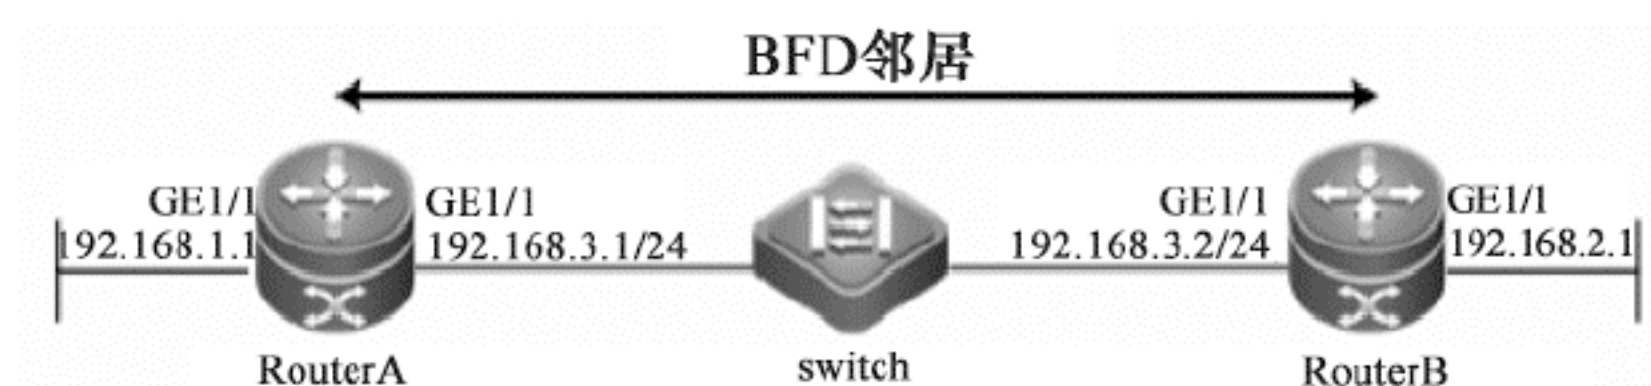 BFD邻居
GE1/1
192.168.1.1
GE1/1
192.168.3.1/24
GE1/1
192.168.3.2/24
GE1/1
192.168.2.1
RouterA
switch
RouterB